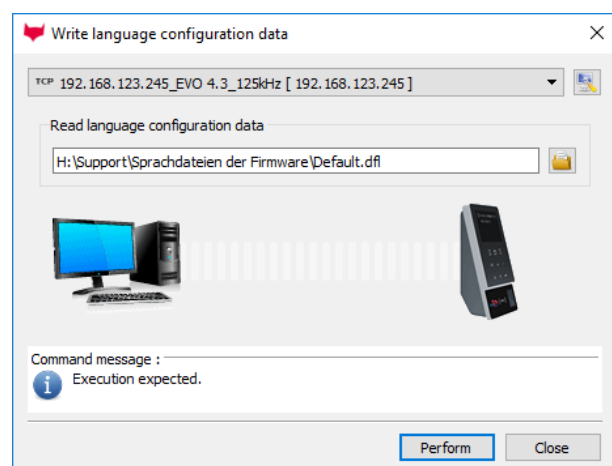 Write language configuration data
TCP 192.168.123.245_EVO 4.3_125kHz [ 192.168.123.245 ]
Read language configuration data
H:\Support\Sprachdateien der Firmware\Default.dfl
Command message :
Execution expected.
Perform Close